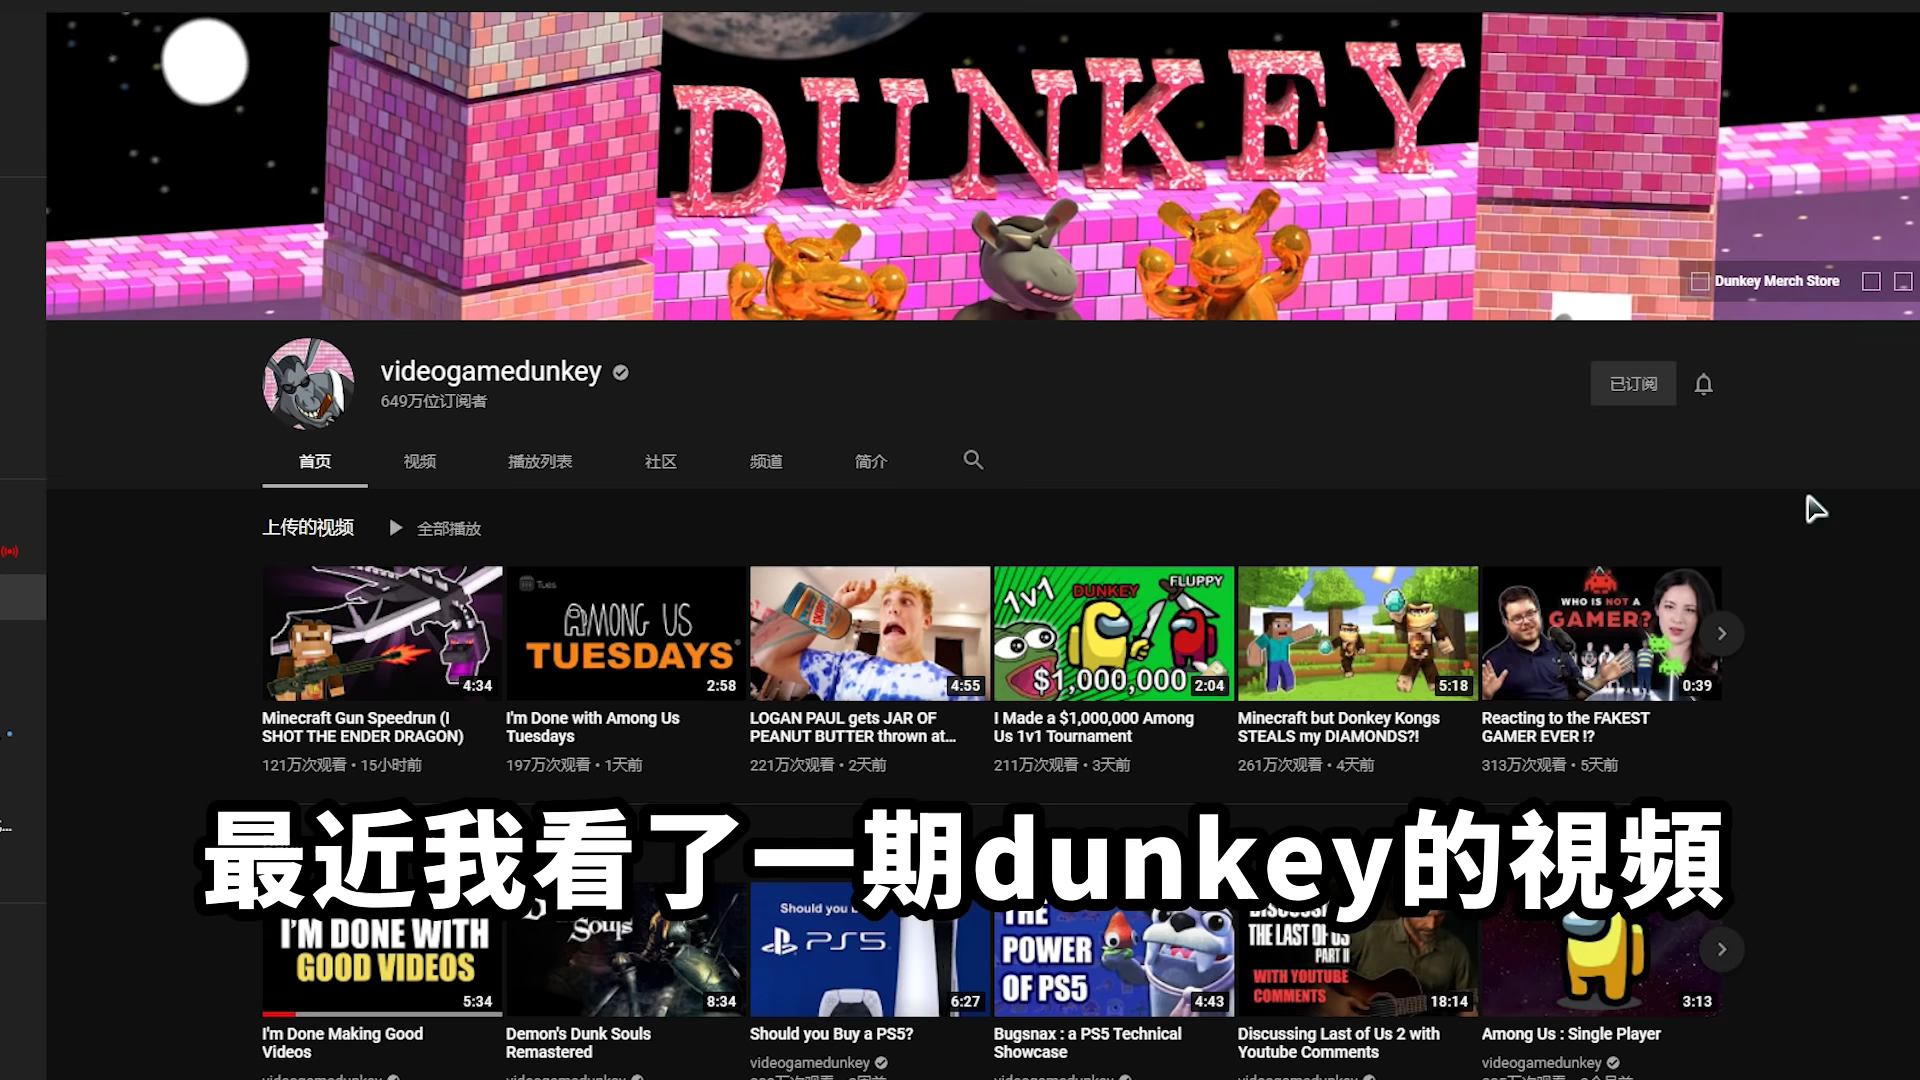 DUNKEY
Dunkey Merch Store
videogamedunkey
649万位订阅者
已订阅
首页
视频
播放列表
社区
频道
简介
上传的视频
全部播放
Tues
AMONG US
TUESDAYS
1v1
DUNKEY
FLUPPY
$1,000,000
WHO IS NOT A
GAMER?
4:34
2:58
4:55
2:04
5:18
0:39
Minecraft Gun Speedrun (I
SHOT THE ENDER DRAGON)
121万次观看 • 15小时前
I'm Done with Among Us
Tuesdays
197万次观看 • 1天前
LOGAN PAUL gets JAR OF
PEANUT BUTTER thrown at...
221万次观看 • 2天前
I Made a $1,000,000 Among
Us 1v1 Tournament
211万次观看 • 3天前
Minecraft but Donkey Kongs
STEALS my DIAMONDS?!
261万次观看 • 4天前
Reacting to the FAKEST
GAMER EVER !?
313万次观看 • 5天前
最近我看了一期dunkey的視頻
I'M DONE WITH
GOOD VIDEOS
5:34
Souls
8:34
Should you
PS5
6:27
THE
POWER
OF PS5
4:43
THE LAST OF US
PART II
WITH YOUTUBE
COMMENTS
18:14
3:13
I'm Done Making Good
Videos
Demon's Dunk Souls
Remastered
Should you Buy a PS5?
videogamedunkey
Bugsnax : a PS5 Technical
Showcase
Discussing Last of Us 2 with
Youtube Comments
Among Us : Single Player
videogamedunkey